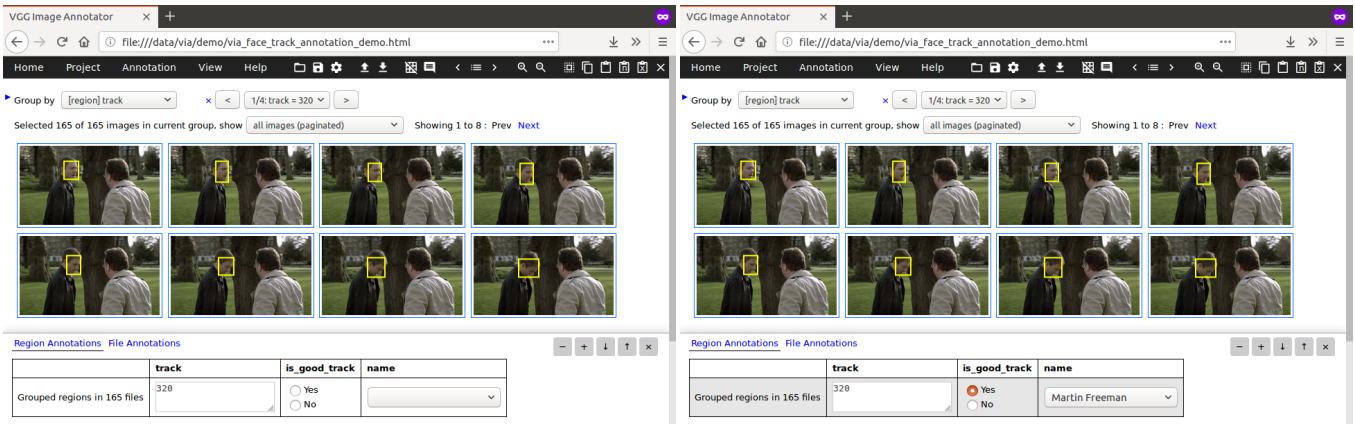 VGG Image Annotator × +
file:///data/via/demo/via_face_track_annotation_demo.html
Home Project Annotation View Help
Group by [region] track × < 1/4: track = 320 >
Selected 165 of 165 images in current group, show all images (paginated) Showing 1 to 8 : Prev Next
Region Annotations File Annotations
track is_good_track name
Grouped regions in 165 files 320 Yes
No
VGG Image Annotator × +
file:///data/via/demo/via_face_track_annotation_demo.html
Home Project Annotation View Help
Group by [region] track × < 1/4: track = 320 >
Selected 165 of 165 images in current group, show all images (paginated) Showing 1 to 8 : Prev Next
Region Annotations File Annotations
track is_good_track name
Grouped regions in 165 files 320 Yes Martin Freeman
No